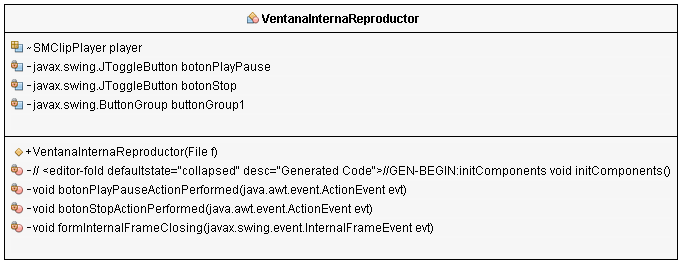 VentanaInternaReproductor
~SMClipPlayer player
-javax.swing.JToggleButton botonPlayPause
-javax.swing.JToggleButton botonStop
-javax.swing.ButtonGroup buttonGroup1
+VentanaInternaReproductor(File f)
-// <editor-fold defaultstate="collapsed" desc="Generated Code">//GEN-BEGIN:initComponents void initComponents()
-void botonPlayPauseActionPerformed(java.awt.event.ActionEvent evt)
-void botonStopActionPerformed(java.awt.event.ActionEvent evt)
-void formInternalFrameClosing(javax.swing.event.InternalFrameEvent evt)